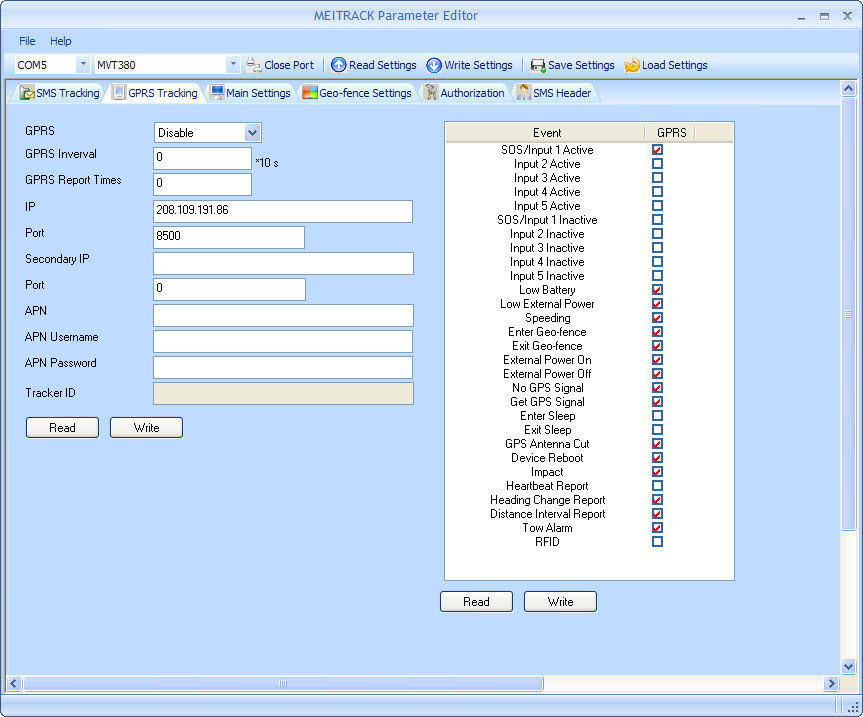 MEITRACK Parameter Editor
File Help
COM5 MVT380 Close Port Read Settings Write Settings Save Settings Load Settings
SMS Tracking GPRS Tracking Main Settings Geo-fence Settings Authorization SMS Header
GPRS Disable
GPRS Inverval 0 *10 s
GPRS Report Times 0
IP 208.109.191.86
Port 8500
Secondary IP
Port 0
APN
APN Username
APN Password
Tracker ID
Read Write
Event GPRS
SOS/Input 1 Active
Input 2 Active
Input 3 Active
Input 4 Active
Input 5 Active
SOS/Input 1 Inactive
Input 2 Inactive
Input 3 Inactive
Input 4 Inactive
Input 5 Inactive
Low Battery
Low External Power
Speeding
Enter Geo-fence
Exit Geo-fence
External Power On
External Power Off
No GPS Signal
Get GPS Signal
Enter Sleep
Exit Sleep
GPS Antenna Cut
Device Reboot
Impact
Heartbeat Report
Heading Change Report
Distance Interval Report
Tow Alarm
RFID
Read Write